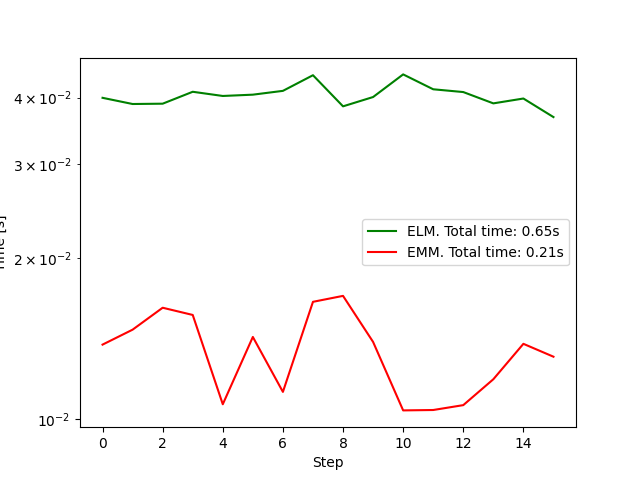 4 × 10⁻²
3 × 10⁻²
2 × 10⁻²
10⁻²
ELM. Total time: 0.65s
EMM. Total time: 0.21s
0 2 4 6 8 10 12 14
Step